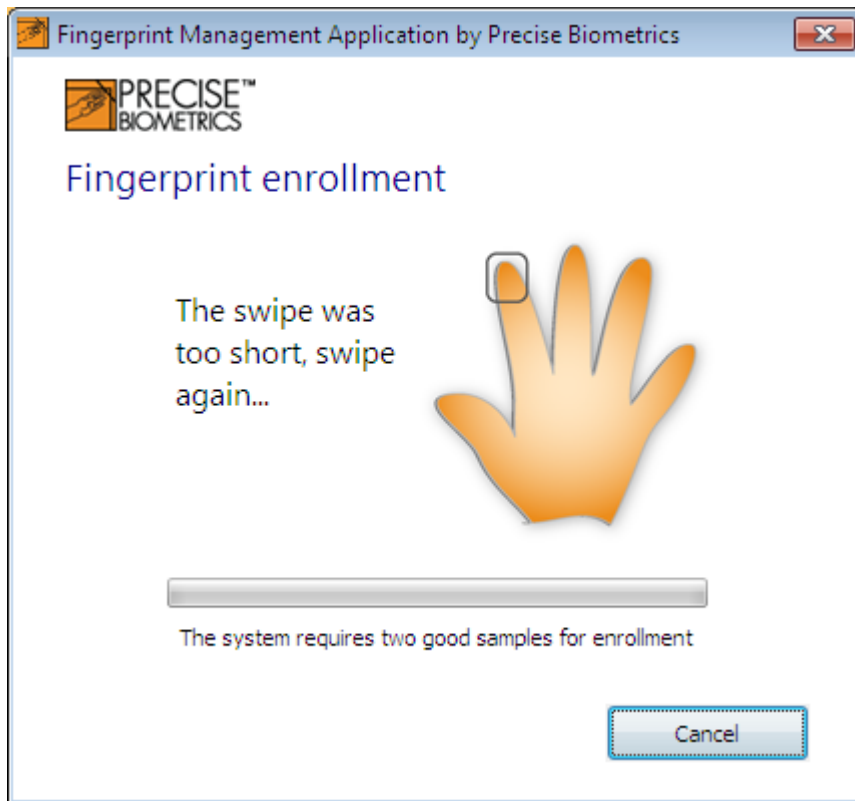 Fingerprint Management Application by Precise Biometrics
PRECISE™
BIOMETRICS
Fingerprint enrollment
The swipe was
too short, swipe
again...
The system requires two good samples for enrollment
Cancel